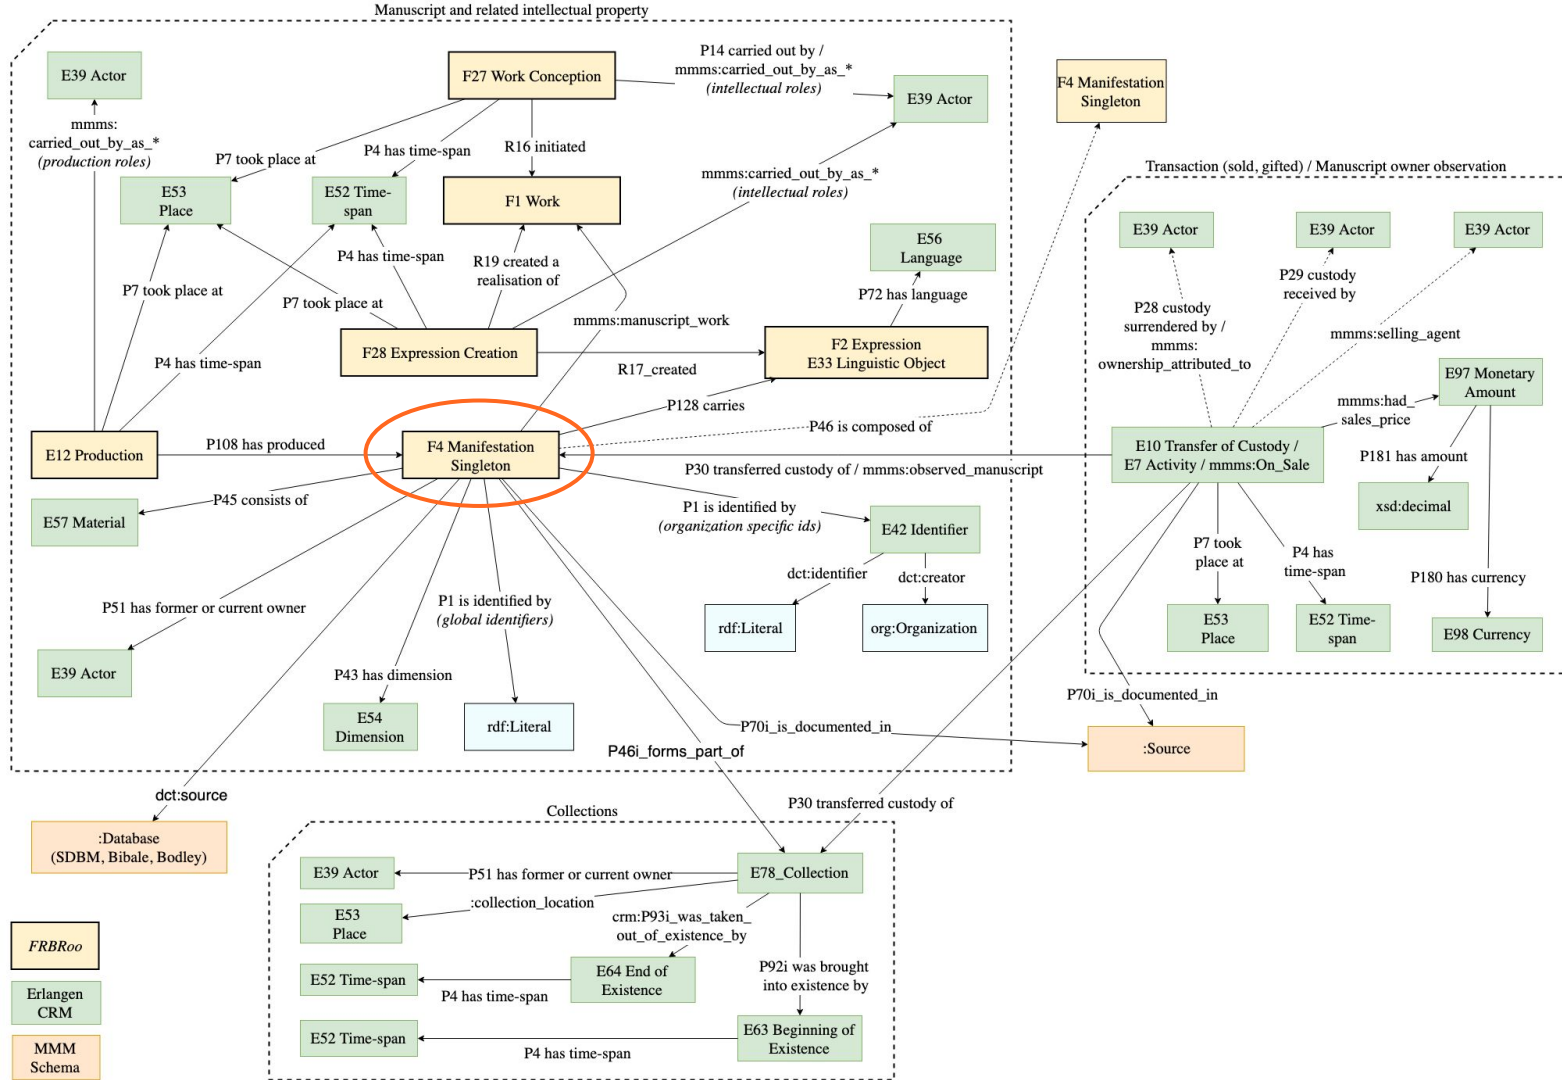 Manuscript and related intellectual property
E39 Actor
F27 Work Conception
P14 carried out by /
mmms:carried_out_by_as_*
(intellectual roles)
E39 Actor
F4 Manifestation
Singleton
mmms:
carried_out_by_as_*
(production roles)
P7 took place at
P4 has time-span
R16 initiated
mmms:carried_out_by_as_*
(intellectual roles)
E53
Place
E52 Time-
span
F1 Work
Transaction (sold, gifted) / Manuscript owner observation
E39 Actor
E39 Actor
E39 Actor
E56
Language
P4 has time-span
R19 created a
realisation of
P7 took place at
P7 took place at
P72 has language
P29 custody
received by
P28 custody
surrendered by /
mmms:
ownership_attributed_to
mmms:selling_agent
mmms:manuscript_work
F28 Expression Creation
F2 Expression
E33 Linguistic Object
P4 has time-span
R17_created
P128 carries
E97 Monetary
Amount
mmms:had_
sales_price
P46 is composed of
E12 Production
P108 has produced
F4 Manifestation
Singleton
E10 Transfer of Custody /
E7 Activity / mmms:On_Sale
P30 transferred custody of / mmms:observed_manuscript
P181 has amount
P45 consists of
E57 Material
P1 is identified by
(organization specific ids)
E42 Identifier
xsd:decimal
P7 took
place at
P4 has
time-span
dct:identifier
dct:creator
P180 has currency
P51 has former or current owner
P1 is identified by
(global identifiers)
rdf:Literal
org:Organization
E53
Place
E52 Time-
span
E98 Currency
E39 Actor
P43 has dimension
E54
Dimension
rdf:Literal
P70i_is_documented_in
P70i_is_documented_in
P46i_forms_part_of
:Source
dct:source
P30 transferred custody of
:Database
(SDBM, Bibale, Bodley)
Collections
E39 Actor
P51 has former or current owner
E78_Collection
:collection_location
E53
Place
crm:P93i_was_taken_
out_of_existence_by
FRBRoo
E52 Time-span
P4 has time-span
E64 End of
Existence
P92i was brought
into existence by
Erlangen
CRM
E52 Time-span
P4 has time-span
E63 Beginning of
Existence
MMM
Schema